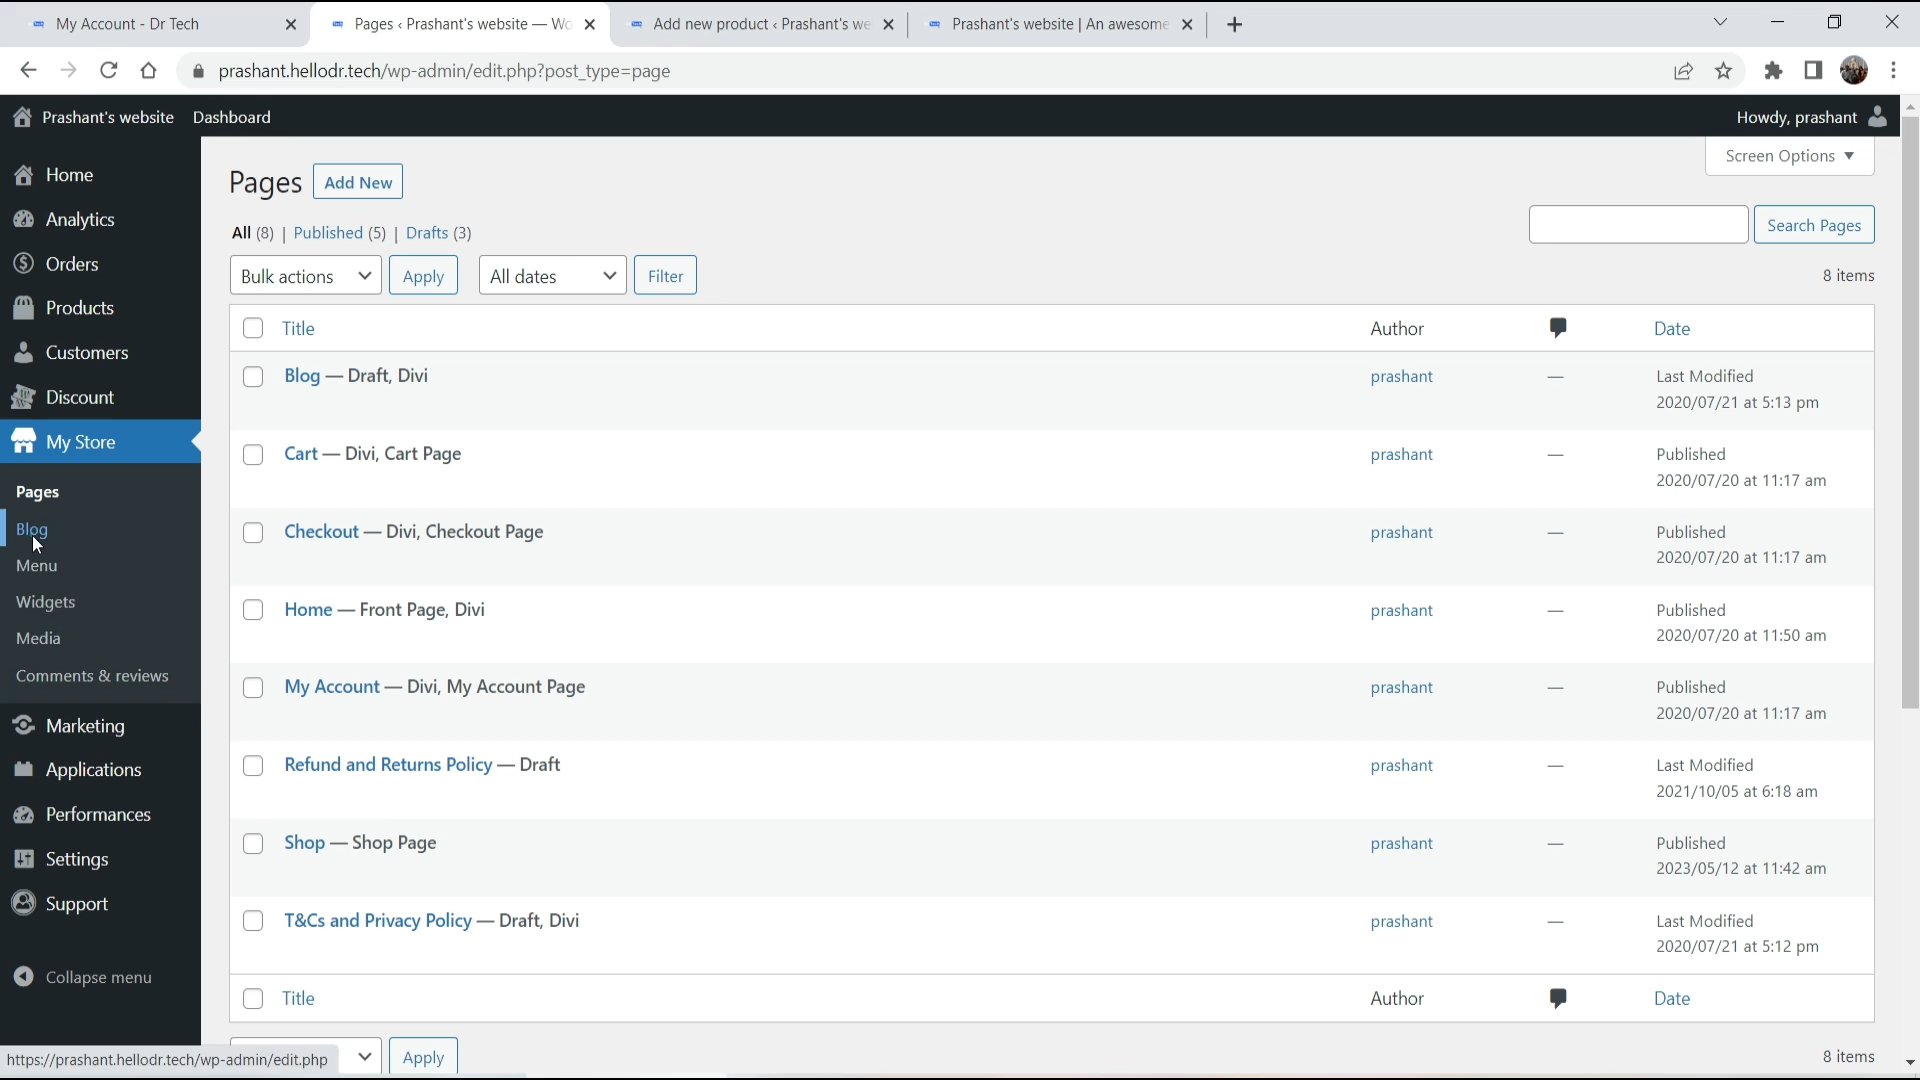 My Account - Dr Tech
Pages ‹ Prashant's website — Wo
Add new product ‹ Prashant's we
Prashant's website | An awesome
prashant.hellodr.tech/wp-admin/edit.php?post_type=page
Prashant's website Dashboard
Howdy, prashant
Home
Analytics
Orders
Products
Customers
Discount
My Store
Pages
Blog
Menu
Widgets
Media
Comments & reviews
Marketing
Applications
Performances
Settings
Support
Collapse menu
Screen Options
Pages Add New
All (8) | Published (5) | Drafts (3)
Search Pages
Bulk actions Apply All dates Filter
8 items
Title Author Date
Blog — Draft, Divi prashant — Last Modified
2020/07/21 at 5:13 pm
Cart — Divi, Cart Page prashant — Published
2020/07/20 at 11:17 am
Checkout — Divi, Checkout Page prashant — Published
2020/07/20 at 11:17 am
Home — Front Page, Divi prashant — Published
2020/07/20 at 11:50 am
My Account — Divi, My Account Page prashant — Published
2020/07/20 at 11:17 am
Refund and Returns Policy — Draft prashant — Last Modified
2021/10/05 at 6:18 am
Shop — Shop Page prashant — Published
2023/05/12 at 11:42 am
T&Cs and Privacy Policy — Draft, Divi prashant — Last Modified
2020/07/21 at 5:12 pm
Title Author Date
Apply
8 items
https://prashant.hellodr.tech/wp-admin/edit.php